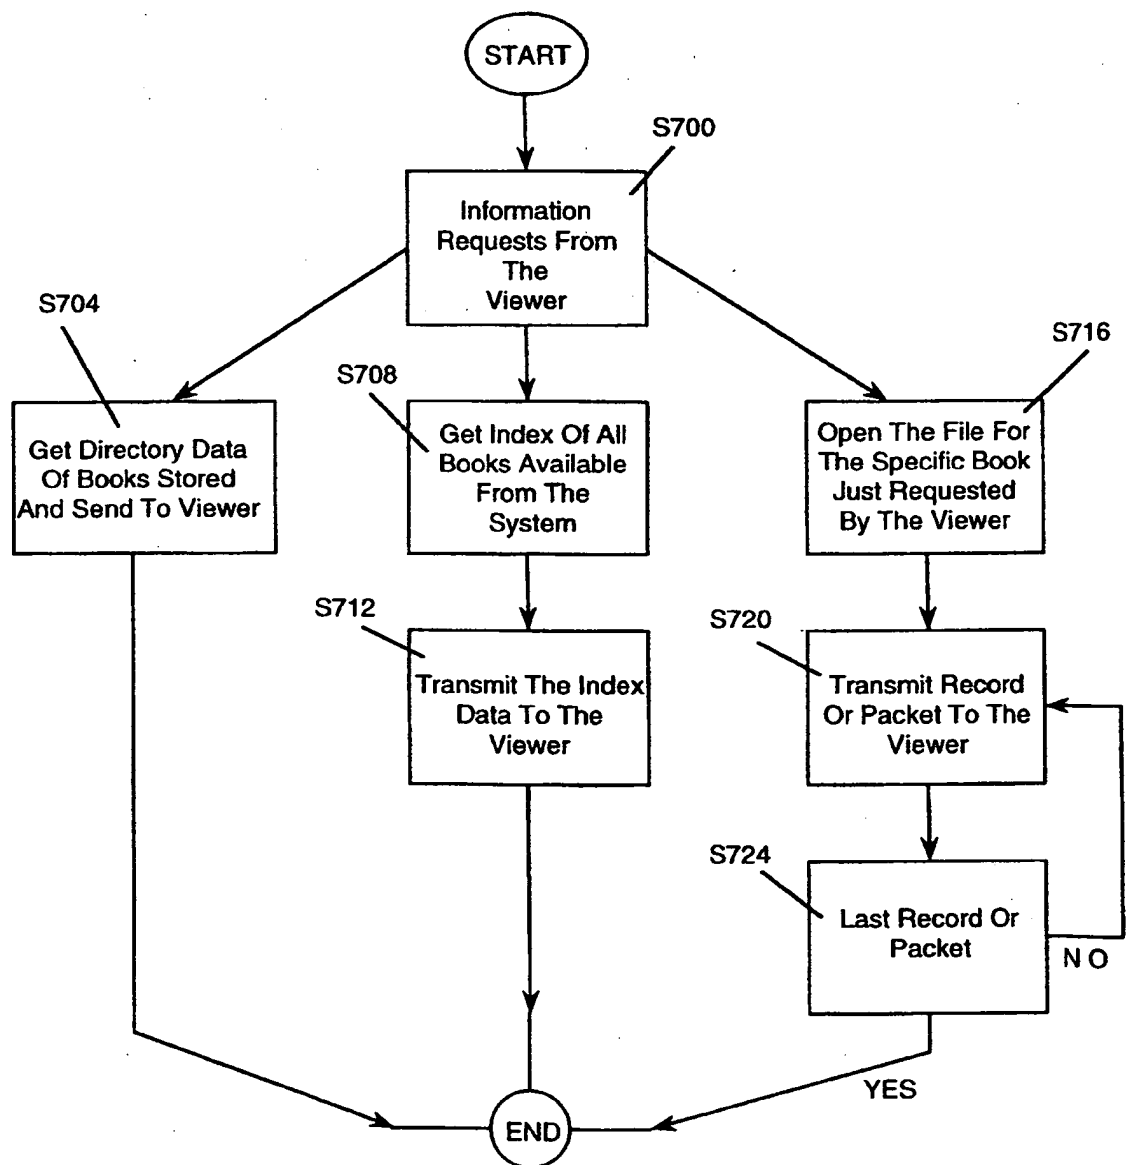 START
S700
Information
Requests From
The
Viewer
S704
Get Directory Data
Of Books Stored
And Send To Viewer
S708
Get Index Of All
Books Available
From The
System
S716
Open The File For
The Specific Book
Just Requested
By The Viewer
S712
Transmit The Index
Data To The
Viewer
S720
Transmit Record
Or Packet To The
Viewer
S724
Last Record Or
Packet
NO
YES
END